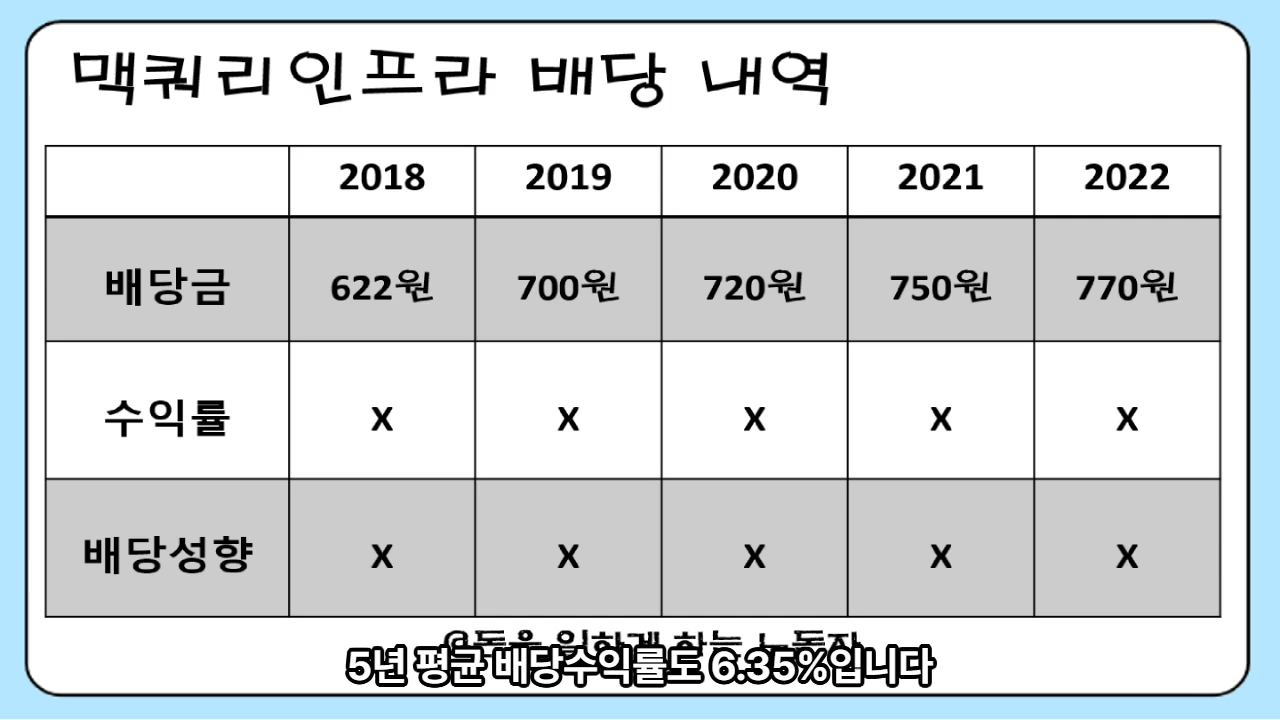 맥쿼리인프라 배당 내역
2018 2019 2020 2021 2022
배당금 622원 700원 720원 750원 770원
수익률 X X X X X
배당성향 X X X X X
5년 평균 배당수익률도 6.35%입니다